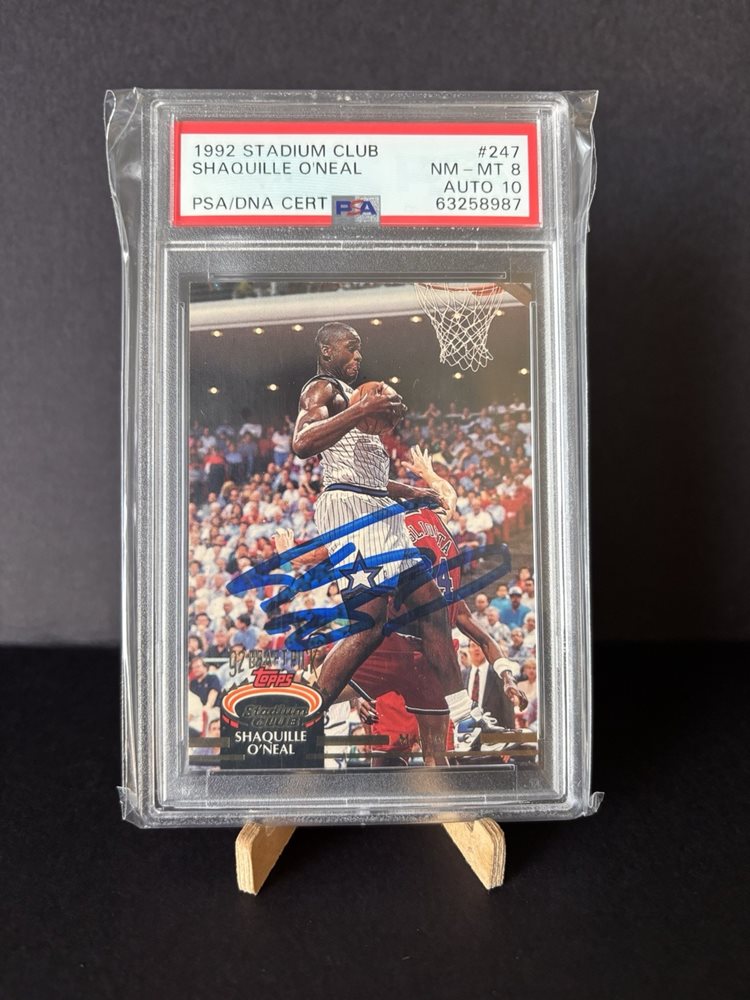 1992 STADIUM CLUB #247
SHAQUILLE O'NEAL NM – MT 8
AUTO 10
PSA/DNA CERT PSA 63258987
Topps
Stadium
CLUB
SHAQUILLE
O'NEAL